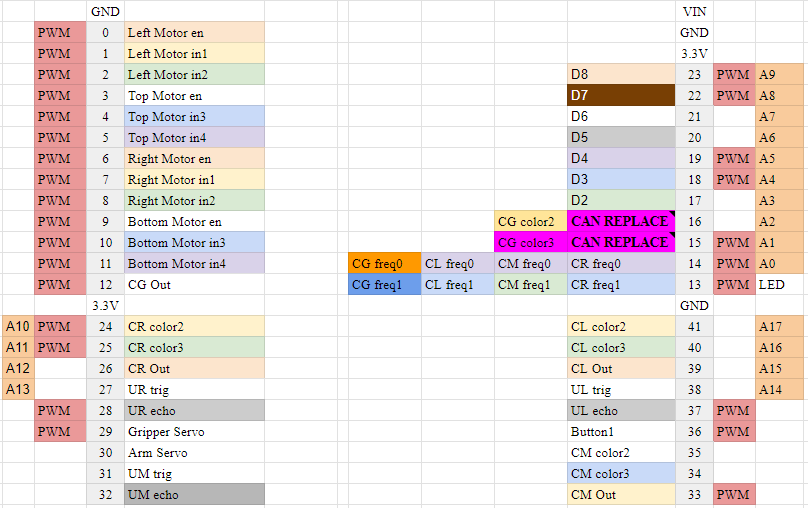 GND VIN
PWM 0 Left Motor en GND
PWM 1 Left Motor in1 3.3V
PWM 2 Left Motor in2 D8 23 PWM A9
PWM 3 Top Motor en D7 22 PWM A8
PWM 4 Top Motor in3 D6 21 A7
PWM 5 Top Motor in4 D5 20 A6
PWM 6 Right Motor en D4 19 PWM A5
PWM 7 Right Motor in1 D3 18 PWM A4
PWM 8 Right Motor in2 D2 17 A3
PWM 9 Bottom Motor en CG color2 CAN REPLACE 16 A2
PWM 10 Bottom Motor in3 CG color3 CAN REPLACE 15 PWM A1
PWM 11 Bottom Motor in4 CG freq0 CL freq0 CM freq0 CR freq0 14 PWM A0
PWM 12 CG Out CG freq1 CL freq1 CM freq1 CR freq1 13 PWM LED
3.3V GND
A10 PWM 24 CR color2 CL color2 41 A17
A11 PWM 25 CR color3 CL color3 40 A16
A12 26 CR Out CL Out 39 A15
A13 27 UR trig UL trig 38 A14
PWM 28 UR echo UL echo 37 PWM
PWM 29 Gripper Servo Button1 36 PWM
30 Arm Servo CM color2 35
31 UM trig CM color3 34
32 UM echo CM Out 33 PWM